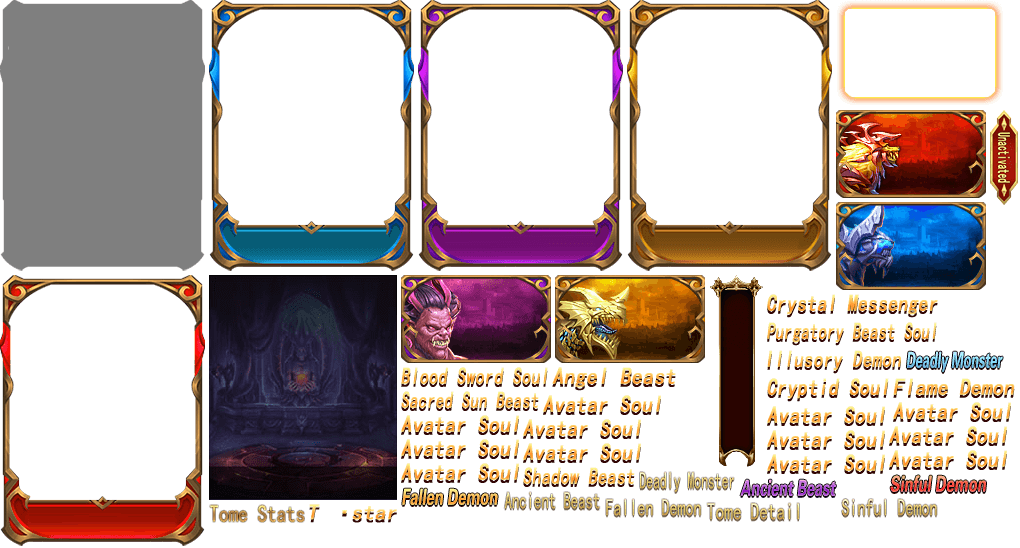 Unactivated
Crystal Messenger
Purgatory Beast Soul
Illusory Demon Deadly Monster
Cryptid Soul Flame Demon
Avatar Soul Avatar Soul
Avatar Soul Avatar Soul
Avatar Soul Avatar Soul
Sinful Demon
Blood Sword Soul Angel Beast
Sacred Sun Beast Avatar Soul
Avatar Soul Avatar Soul
Avatar Soul Avatar Soul
Avatar Soul Shadow Beast Deadly Monster Ancient Beast
Fallen Demon Ancient Beast Fallen Demon Tome Detail Sinful Demon
Tome Stats T ·star